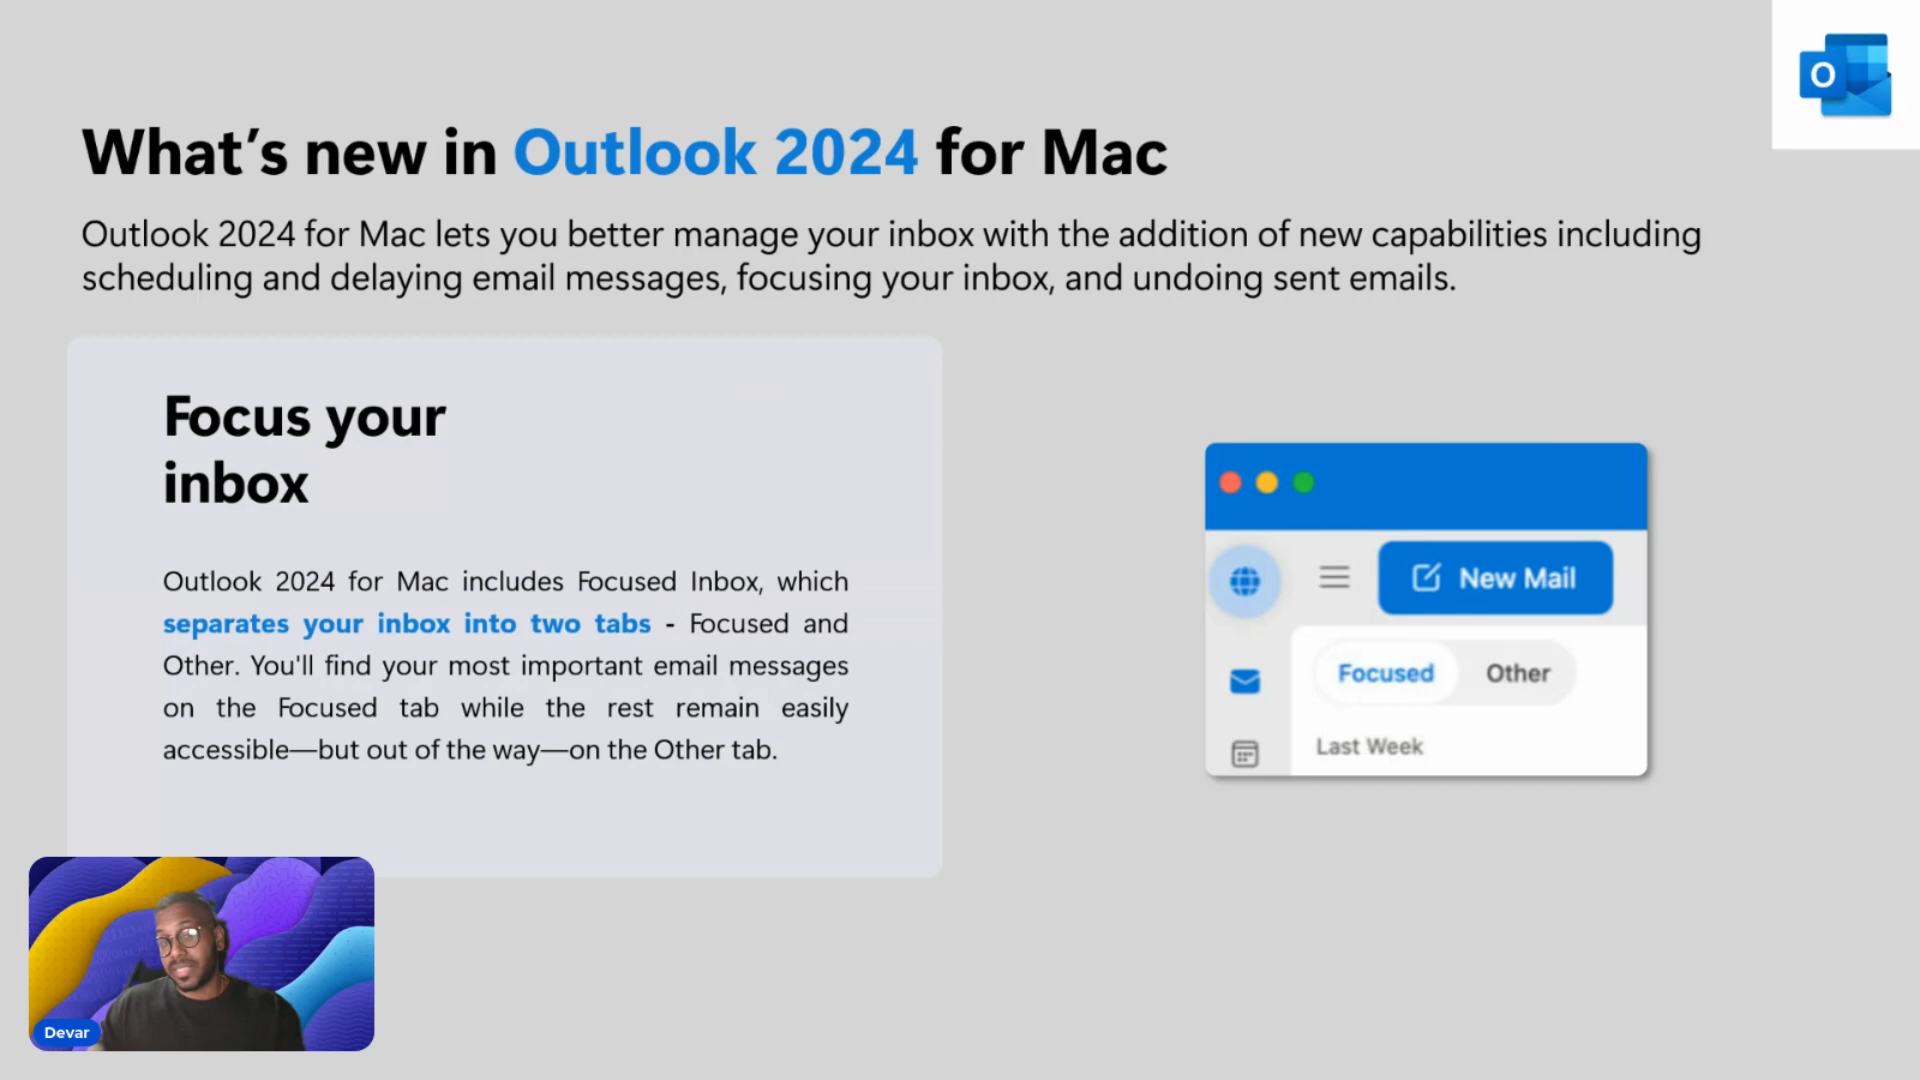 O
What’s new in Outlook 2024 for Mac
Outlook 2024 for Mac lets you better manage your inbox with the addition of new capabilities including
scheduling and delaying email messages, focusing your inbox, and undoing sent emails.
Focus your
inbox
Outlook 2024 for Mac includes Focused Inbox, which
separates your inbox into two tabs - Focused and
Other. You'll find your most important email messages
on the Focused tab while the rest remain easily
accessible—but out of the way—on the Other tab.
New Mail
Focused Other
Last Week
Devar